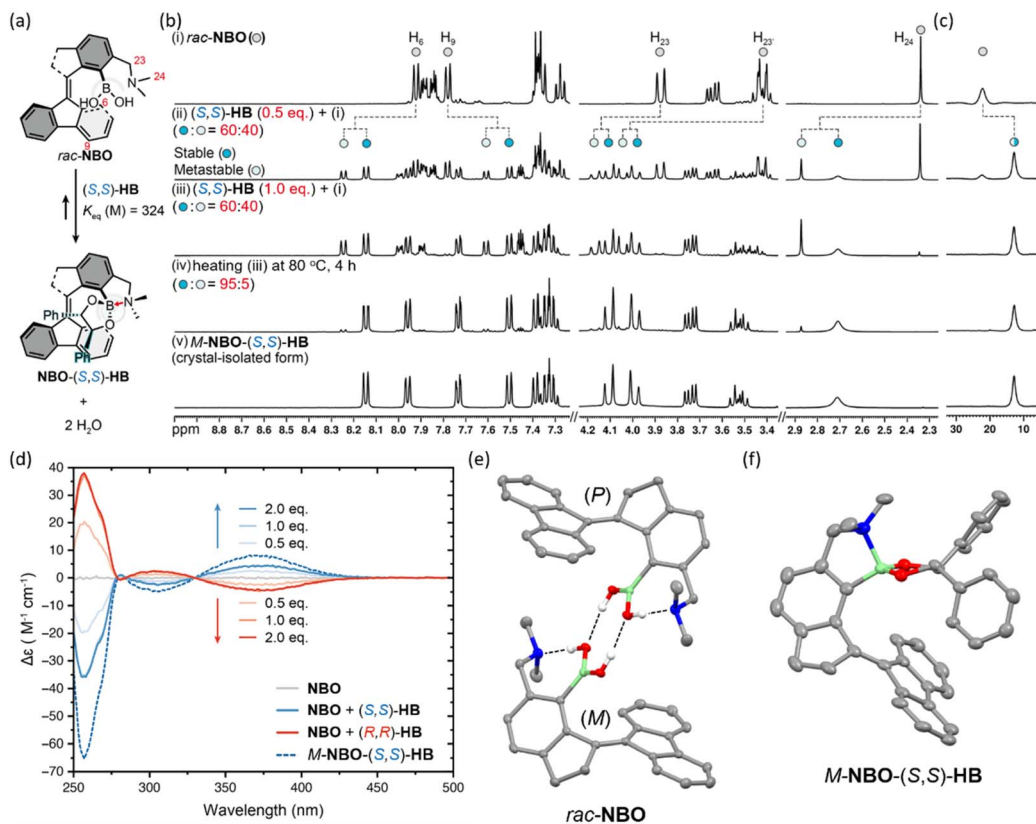 (a)
23
24
N
B
HO
6
OH
9
rac-NBO
(S,S)-HB
Keq (M) = 324
O
B
N
Ph
O
Ph
NBO-(S,S)-HB
+
2 H2O
(b)
(i) rac-NBO ( )
H6
H9
H23
H23'
H24
(ii) (S,S)-HB (0.5 eq.) + (i)
( : = 60:40)
Stable ( )
Metastable ( )
(iii) (S,S)-HB (1.0 eq.) + (i)
( : = 60:40)
(iv) heating (iii) at 80 °C, 4 h
( : = 95:5)
(v) M-NBO-(S,S)-HB
(crystal-isolated form)
ppm 8.8 8.7 8.6 8.5 8.4 8.3 8.2 8.1 8.0 7.9 7.8 7.7 7.6 7.5 7.4 7.3 4.2 4.1 4.0 3.9 3.8 3.7 3.6 3.5 3.4 2.9 2.8 2.7 2.6 2.5 2.4 2.3
(c)
30 20 10
(d)
40
30
20
10
0
−10
−20
−30
−40
−50
−60
−70
Δε ( M-1 cm-1)
2.0 eq.
1.0 eq.
0.5 eq.
0.5 eq.
1.0 eq.
2.0 eq.
NBO
NBO + (S,S)-HB
NBO + (R,R)-HB
M-NBO-(S,S)-HB
250 300 350 400 450 500
Wavelength (nm)
(e)
(P)
(M)
rac-NBO
(f)
M-NBO-(S,S)-HB